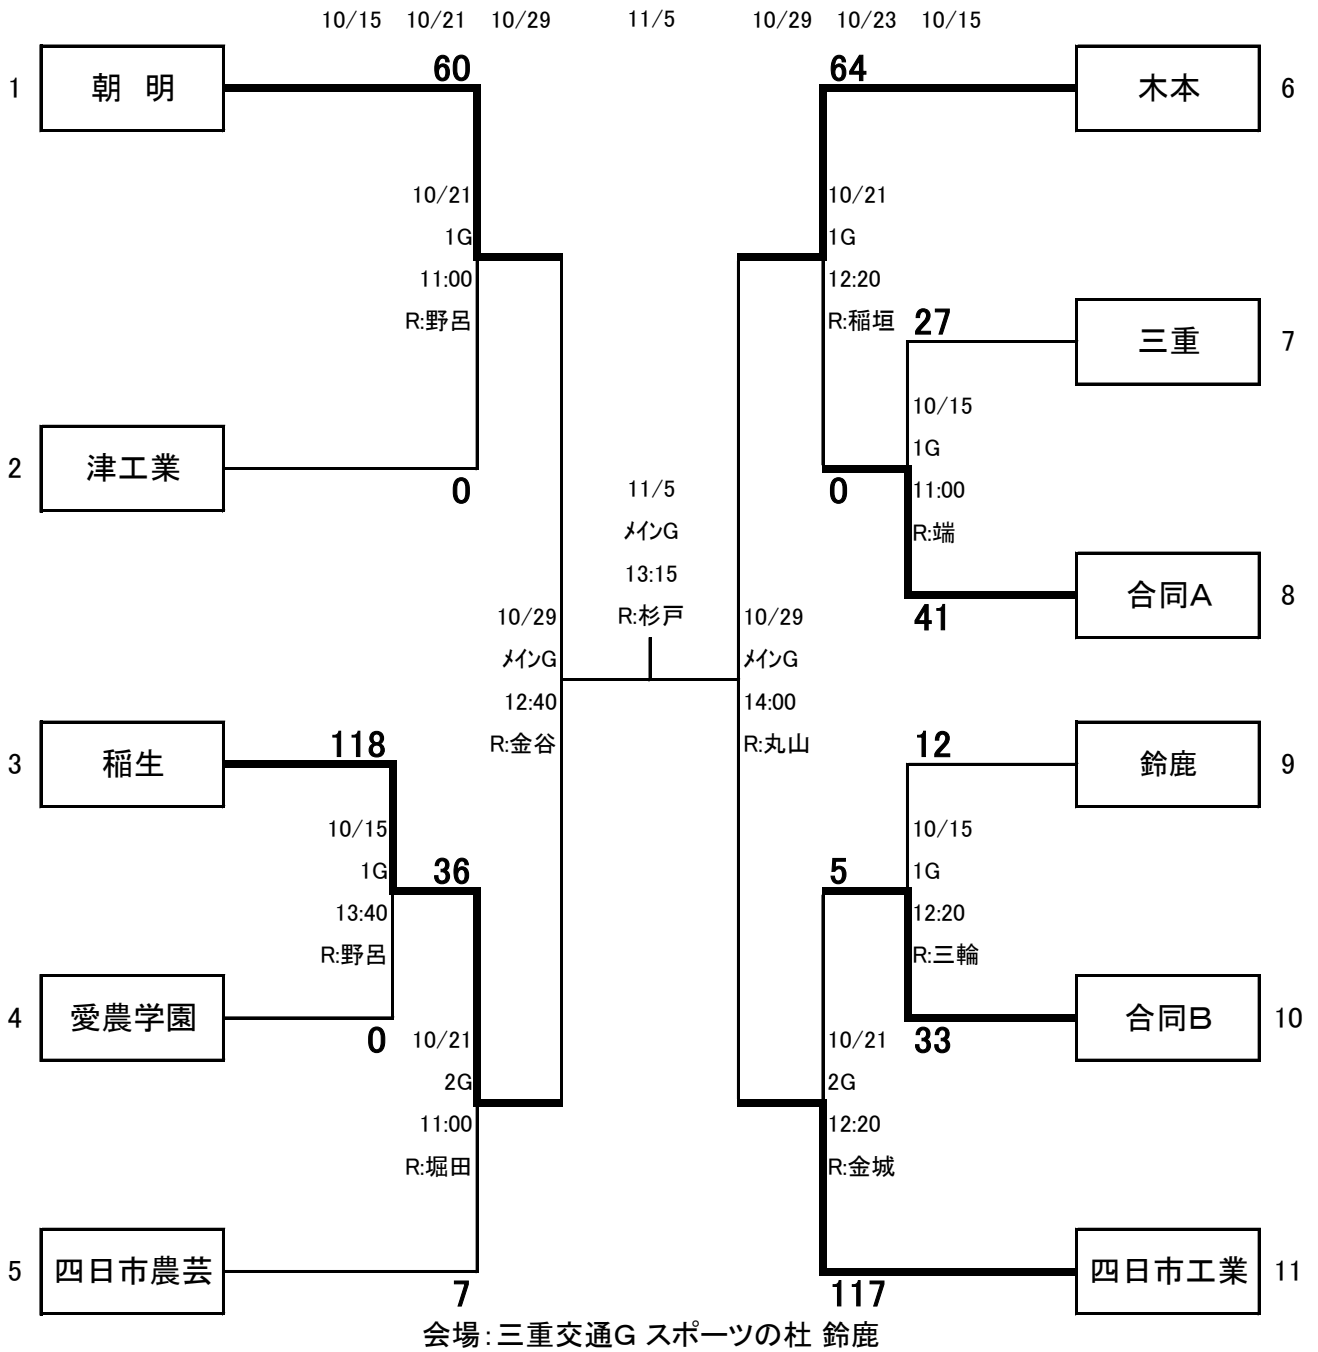 10/15 10/21 10/29 11/5 10/29 10/23 10/15
1 朝 明 60
64 木本 6
10/21
1G
11:00
R:野呂
10/21
1G
12:20
R:稲垣
27 三重 7
10/15
1G
11:00
R:端
2 津工業 0
0
41 合同A 8
11/5
メインG
13:15
R:杉戸
10/29
メインG
12:40
R:金谷
10/29
メインG
14:00
R:丸山
3 稲生 118
12 鈴鹿 9
10/15
1G
13:40
R:野呂
36
5
10/15
1G
12:20
R:三輪
4 愛農学園 0
33 合同B 10
10/21
2G
11:00
R:堀田
10/21
2G
12:20
R:金城
5 四日市農芸 7
117 四日市工業 11
会場:三重交通G スポーツの杜 鈴鹿